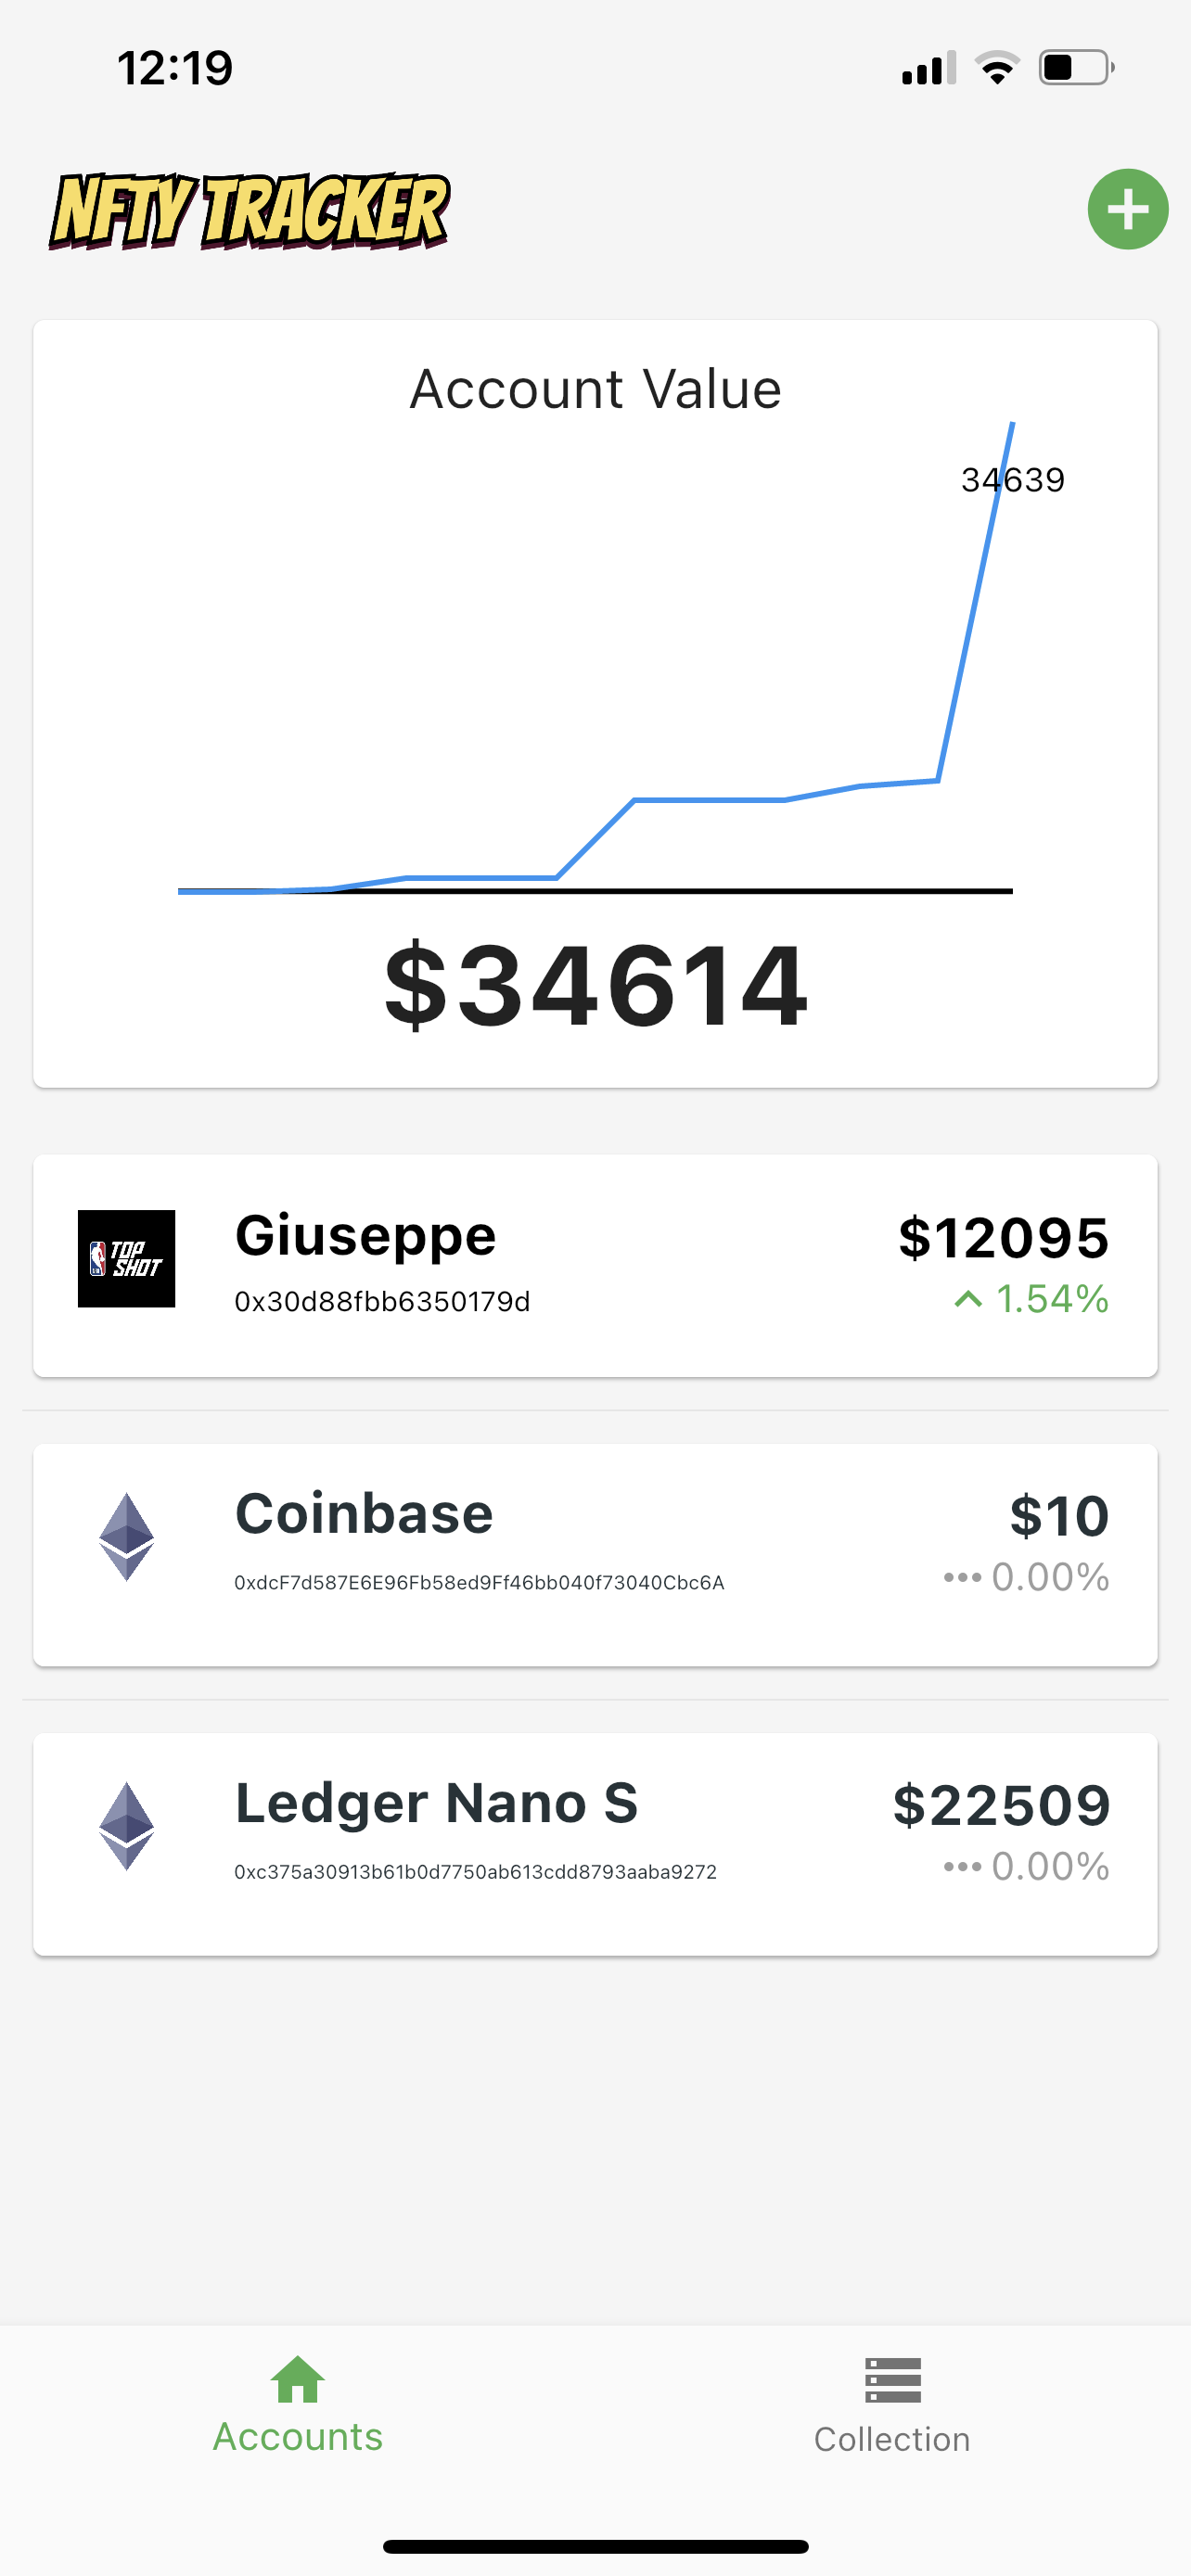 12:19
NFTY TRACKER
Account Value
34639
$34614
TOP
SHOT
Giuseppe
$12095
0x30d88fbb6350179d
1.54%
Coinbase
$10
0xdcF7d587E6E96Fb58ed9Ff46bb040f73040Cbc6A
0.00%
Ledger Nano S
$22509
0xc375a30913b61b0d7750ab613cdd8793aaba9272
0.00%
Accounts
Collection